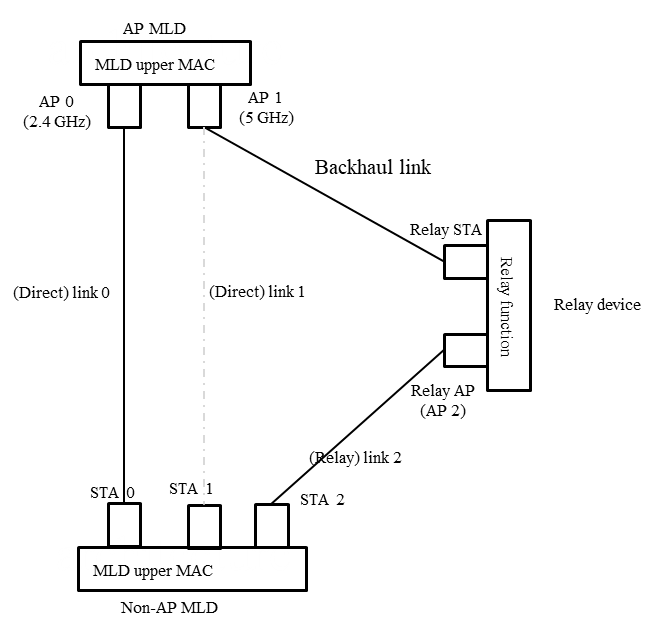 AP MLD
MLD upper MAC
AP 0
(2.4 GHz)
AP 1
(5 GHz)
Backhaul link
Relay STA
Relay function
Relay device
(Direct) link 0
(Direct) link 1
Relay AP
(AP 2)
(Relay) link 2
STA 0
STA 1
STA 2
MLD upper MAC
Non-AP MLD